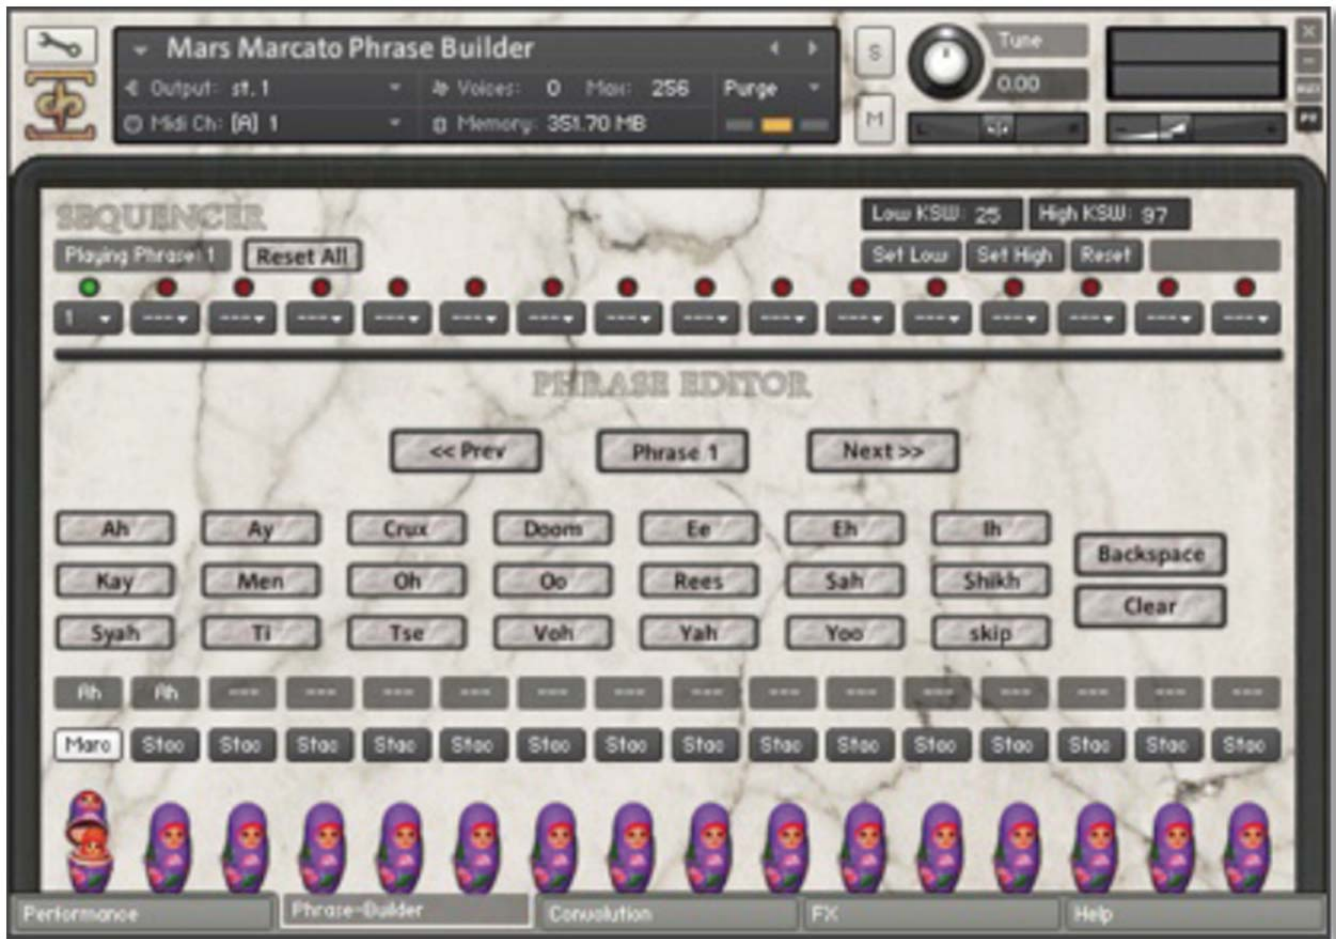 Mars Marcato Phrase Builder
Output: st. 1 Voices: 0 Max: 256 Purge
Midi Ch: [A] 1 Memory: 351.70 MB
S
M
Tune
0.00
L R
SEQUENCER
Low KSW: 25 High KSW: 97
Playing Phrase: 1 Reset All Set Low Set High Reset
1 --- --- --- --- --- --- --- --- --- --- --- --- --- --- ---
PHRASE EDITOR
<< Prev Phrase 1 Next >>
Ah Ay Crux Doom Ee Eh Ih
Backspace
Kay Men Oh Oo Rees Sah Shikh
Clear
Syah Ti Tse Voh Yah Yoo skip
Ah Ah --- --- --- --- --- --- --- --- --- --- --- --- --- ---
Marc Stac Stac Stac Stac Stac Stac Stac Stac Stac Stac Stac Stac Stac Stac Stac
Performance Phrase-Builder Convolution FX Help